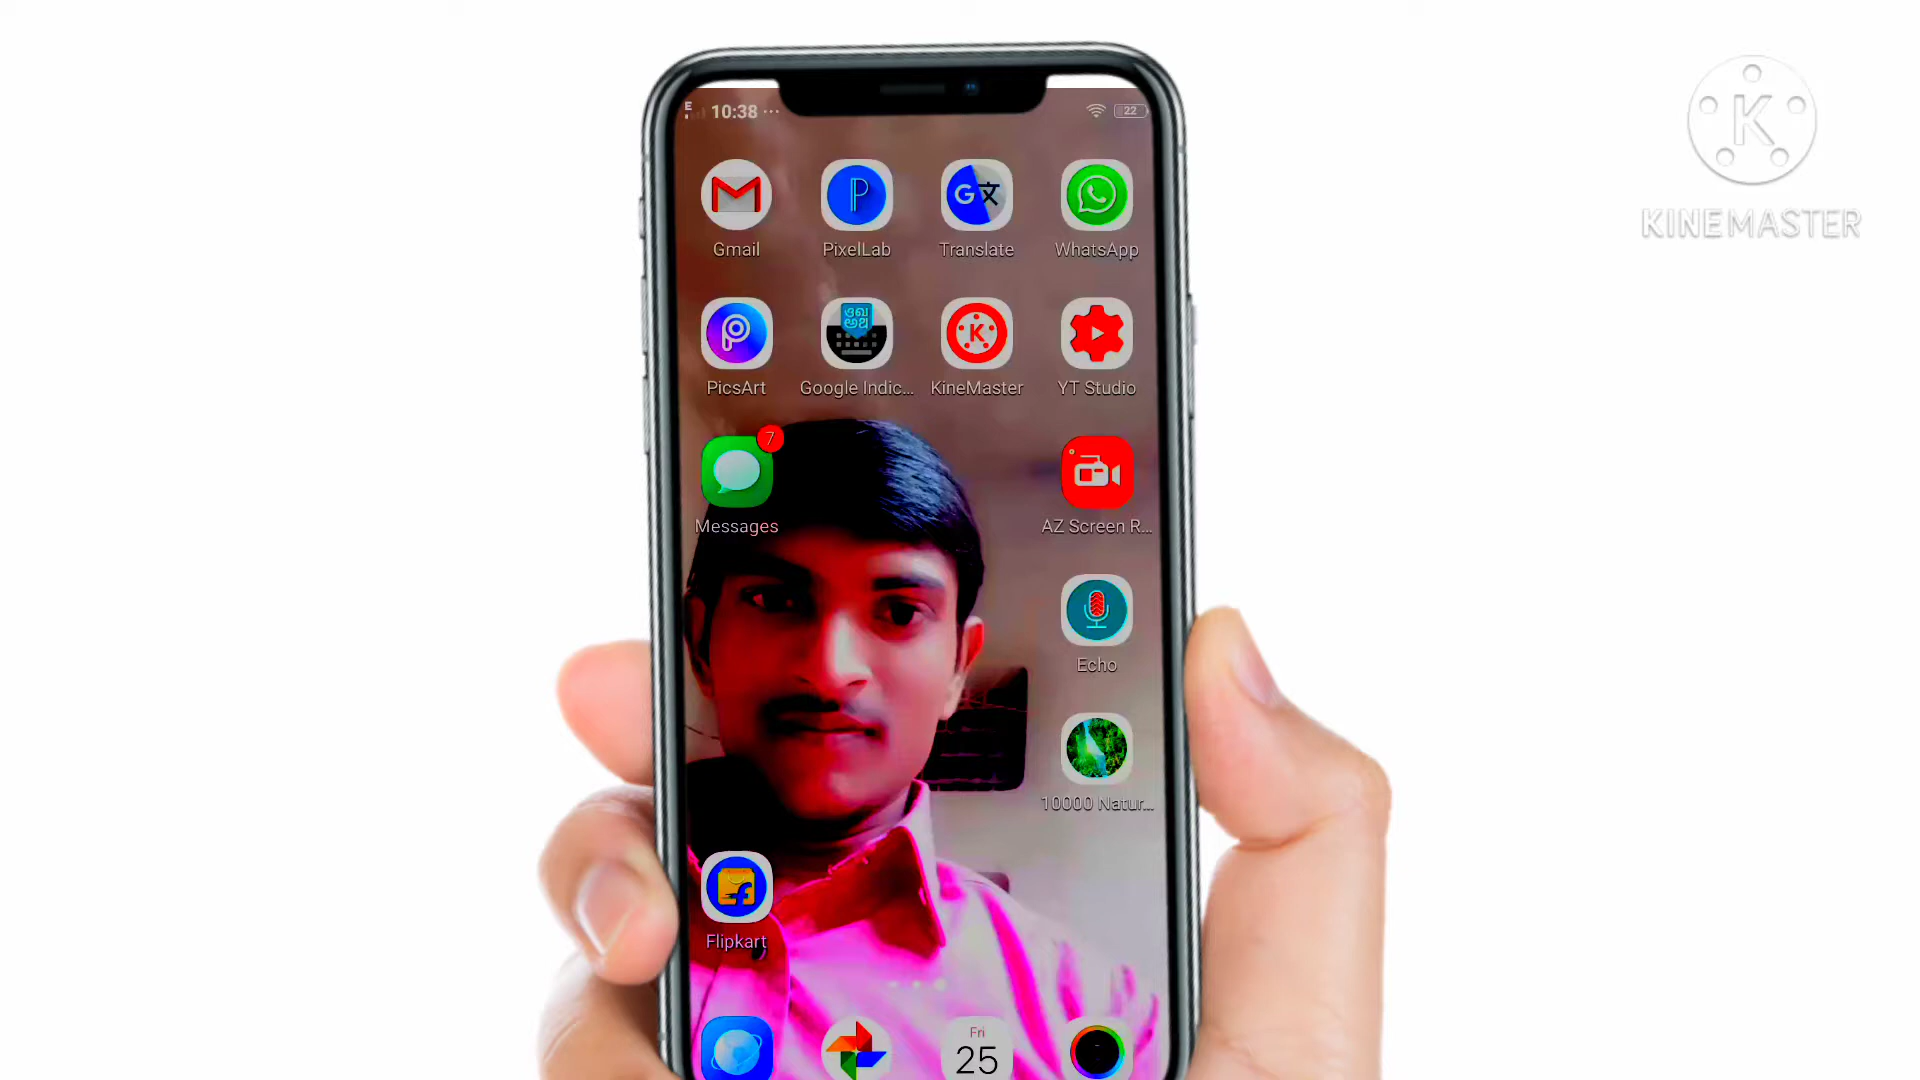 E 10:38 ... 22
K
KINEMASTER
Gmail PixelLab Translate WhatsApp
PicsArt Google Indic... KineMaster YT Studio
7
Messages AZ Screen R...
Echo
10000 Natur...
Flipkart
Fri
25